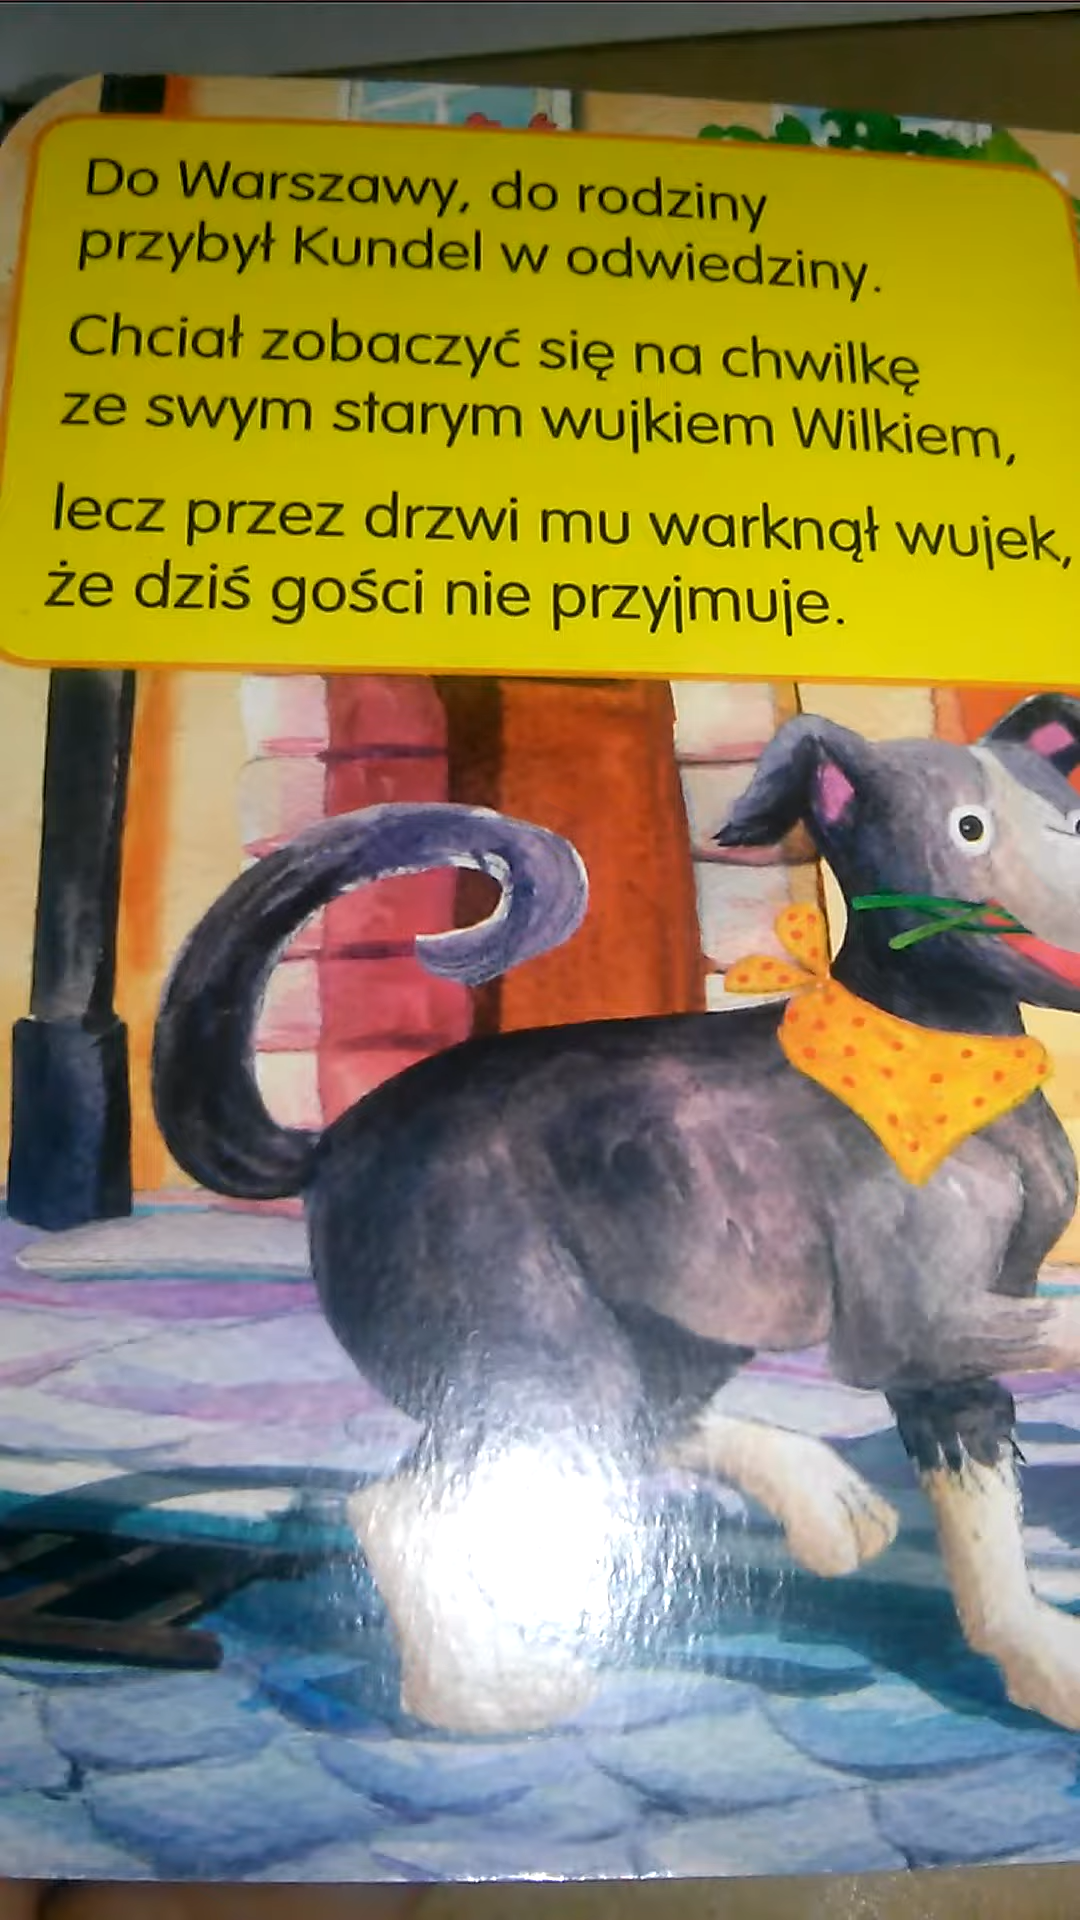 Do Warszawy, do rodziny
przybył Kundel w odwiedziny.
Chciał zobaczyć się na chwilkę
ze swym starym wujkiem Wilkiem,
lecz przez drzwi mu warknął wujek,
że dziś gości nie przyjmuje.